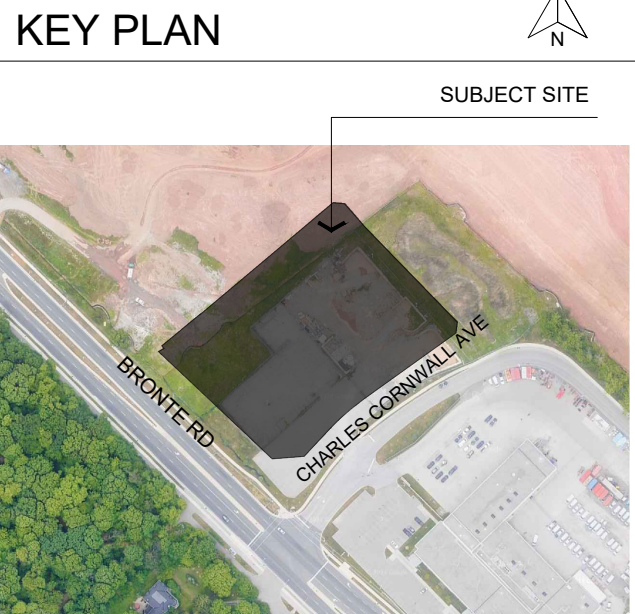 KEY PLAN
N
SUBJECT SITE
BRONTE RD
CHARLES CORNWALL AVE